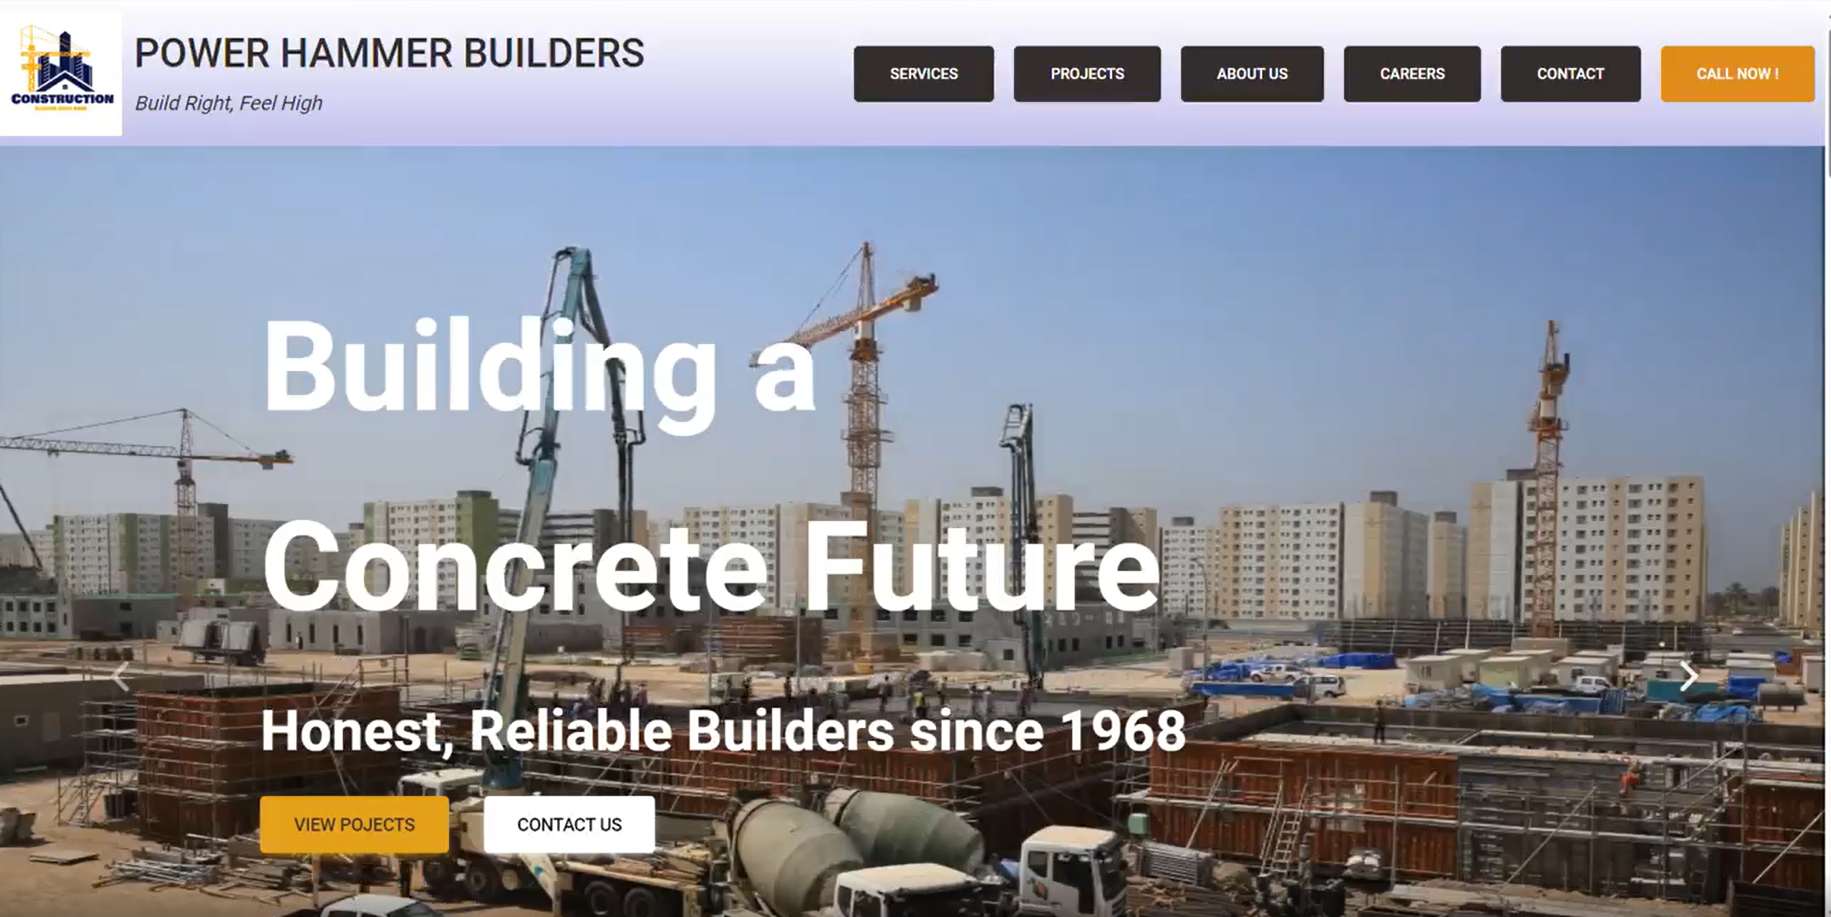 POWER HAMMER BUILDERS
Build Right, Feel High
CONSTRUCTION
SERVICES
PROJECTS
ABOUT US
CAREERS
CONTACT
CALL NOW !
Building a
Concrete Future
Honest, Reliable Builders since 1968
VIEW POJECTS
CONTACT US